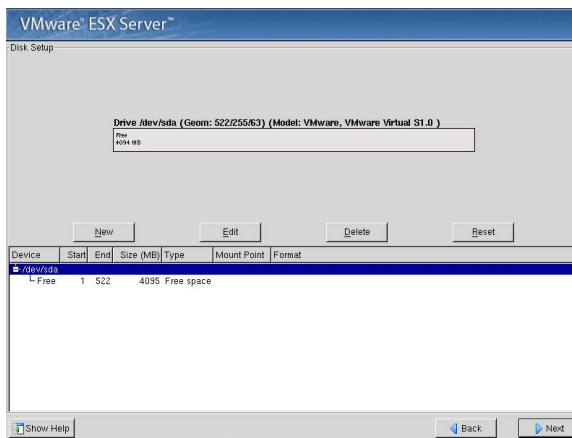 VMware® ESX Server™
Disk Setup
Drive /dev/sda (Geom: 522/255/63) (Model: VMware, VMware Virtual S1.0 )
Free
4094 MB
New Edit Delete Reset
Device Start End Size (MB) Type Mount Point Format
/dev/sda
Free 1 522 4095 Free space
Show Help Back Next